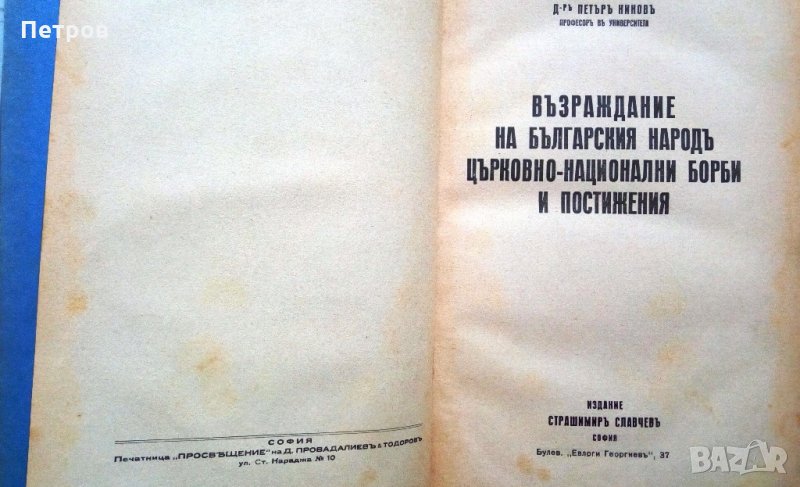 Петров
СОФИЯ
Печатница „ПРОСВѢЩЕНИЕ" на Д. ПРОВАДАЛИЕВЪ & ТОДОРОВЪ
ул. Ст. Караджа № 10
Д-ръ ПЕТЪРЪ НИКОВЪ
ПРОФЕСОРЪ ВЪ УНИВЕРСИТЕТА
ВЪЗРАЖДАНИЕ
НА БЪЛГАРСКИЯ НАРОДЪ
ЦЪРКОВНО-НАЦИОНАЛНИ БОРБИ
И ПОСТИЖЕНИЯ
ИЗДАНИЕ
СТРАШИМИРЪ СЛАВЧЕВЪ
СОФИЯ
Булев. „Евлоги Георгиевъ", 37
BAZAR